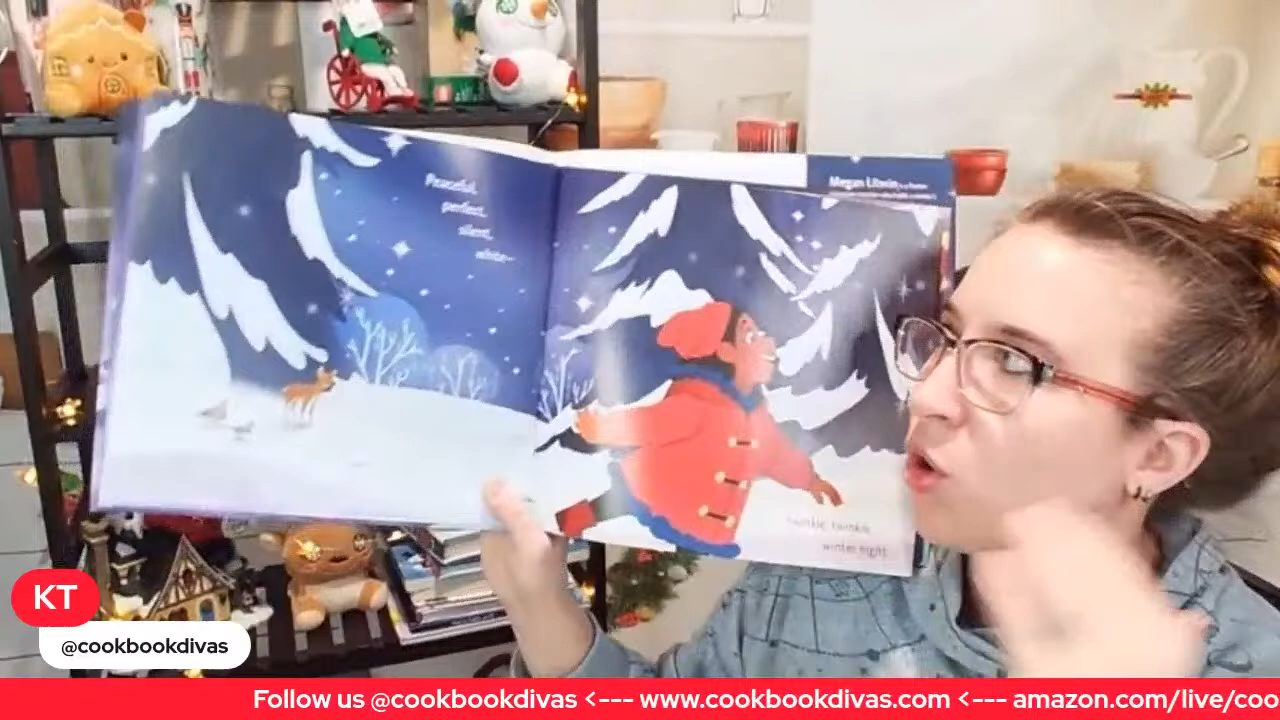 Megan Litwin
Peaceful,
perfect,
silent,
white—
twinkle, twinkle
winter night.
KT
@cookbookdivas
Follow us @cookbookdivas <--- www.cookbookdivas.com <--- amazon.com/live/coo